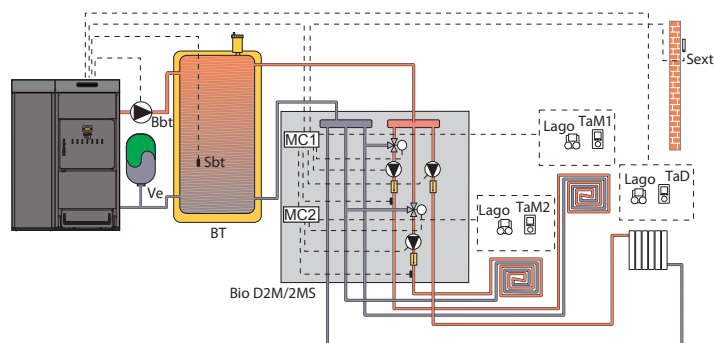 Sext
Bbt
Lago TaM1
MC1
Sbt
Lago TaD
Ve
MC2
Lago TaM2
BT
Bio D2M/2MS